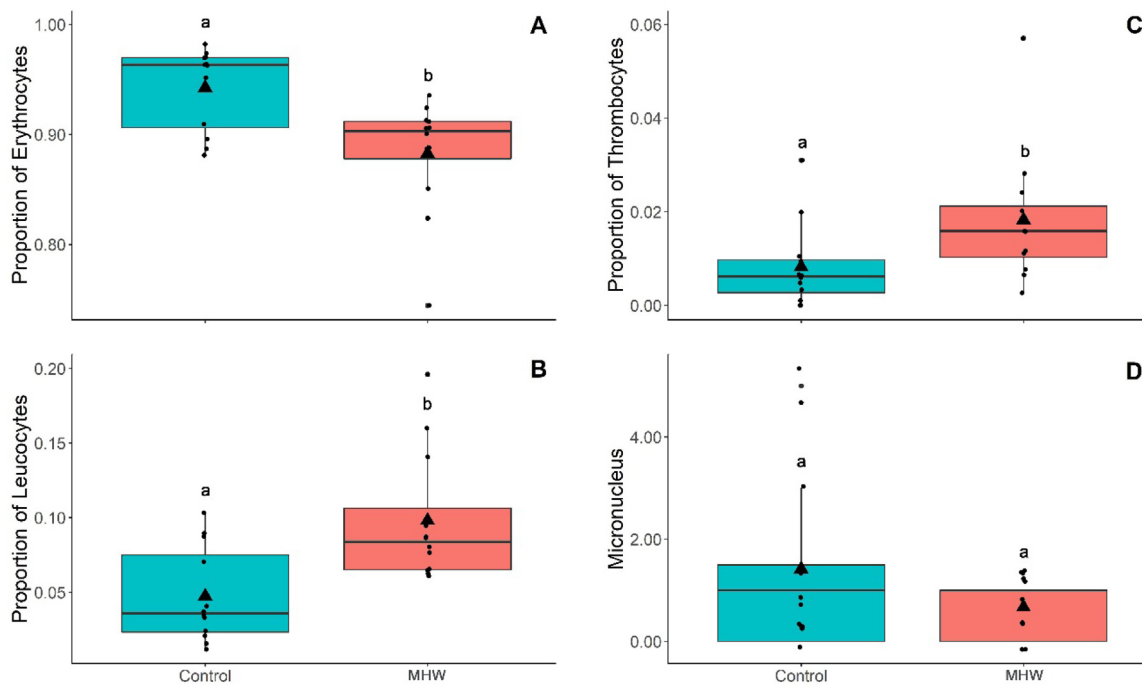 Proportion of Erythrocytes
1.00
0.90
0.80
a
b
A
Proportion of Thrombocytes
0.06
0.04
0.02
0.00
a
b
C
Proportion of Leucocytes
0.20
0.15
0.10
0.05
a
b
B
Control
MHW
Micronucleus
4.00
2.00
0.00
a
a
D
Control
MHW